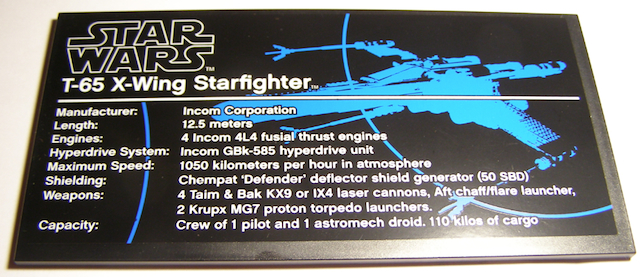 STAR
WARS™
T-65 X-Wing Starfighter™
Manufacturer: Incom Corporation
Length: 12.5 meters
Engines: 4 Incom 4L4 fusial thrust engines
Hyperdrive System: Incom GBk-585 hyperdrive unit
Maximum Speed: 1050 kilometers per hour in atmosphere
Shielding: Chempat 'Defender' deflector shield generator (50 SBD)
Weapons: 4 Taim & Bak KX9 or IX4 laser cannons, Aft chaff/flare launcher,
2 Krupx MG7 proton torpedo launchers.
Capacity: Crew of 1 pilot and 1 astromech droid. 110 kilos of cargo